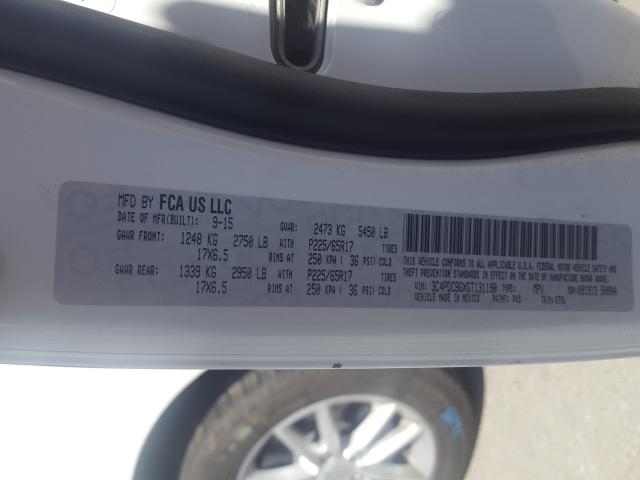 MFD BY FCA US LLC
DATE OF MFR(BUILT): 9-15 GVWR: 2473 KG 5450 LB
GAWR FRONT: 1248 KG 2750 LB WITH P225/65R17 TIRES
17X6.5 RIMS AT 250 KPA ( 36 PSI) COLD
GAWR REAR: 1339 KG 2950 LB WITH P225/65R17 TIRES
17X6.5 RIMS AT 250 KPA ( 36 PSI) COLD
THIS VEHICLE CONFORMS TO ALL APPLICABLE U.S.A. FEDERAL MOTOR VEHICLE SAFETY AND
THEFT PREVENTION STANDARDS IN EFFECT ON THE DATE OF MANUFACTURE SHOWN ABOVE.
VIN: TYPE: MPV
VEHICLE MADE IN MEXICO PAINT: PW3 TRIM: